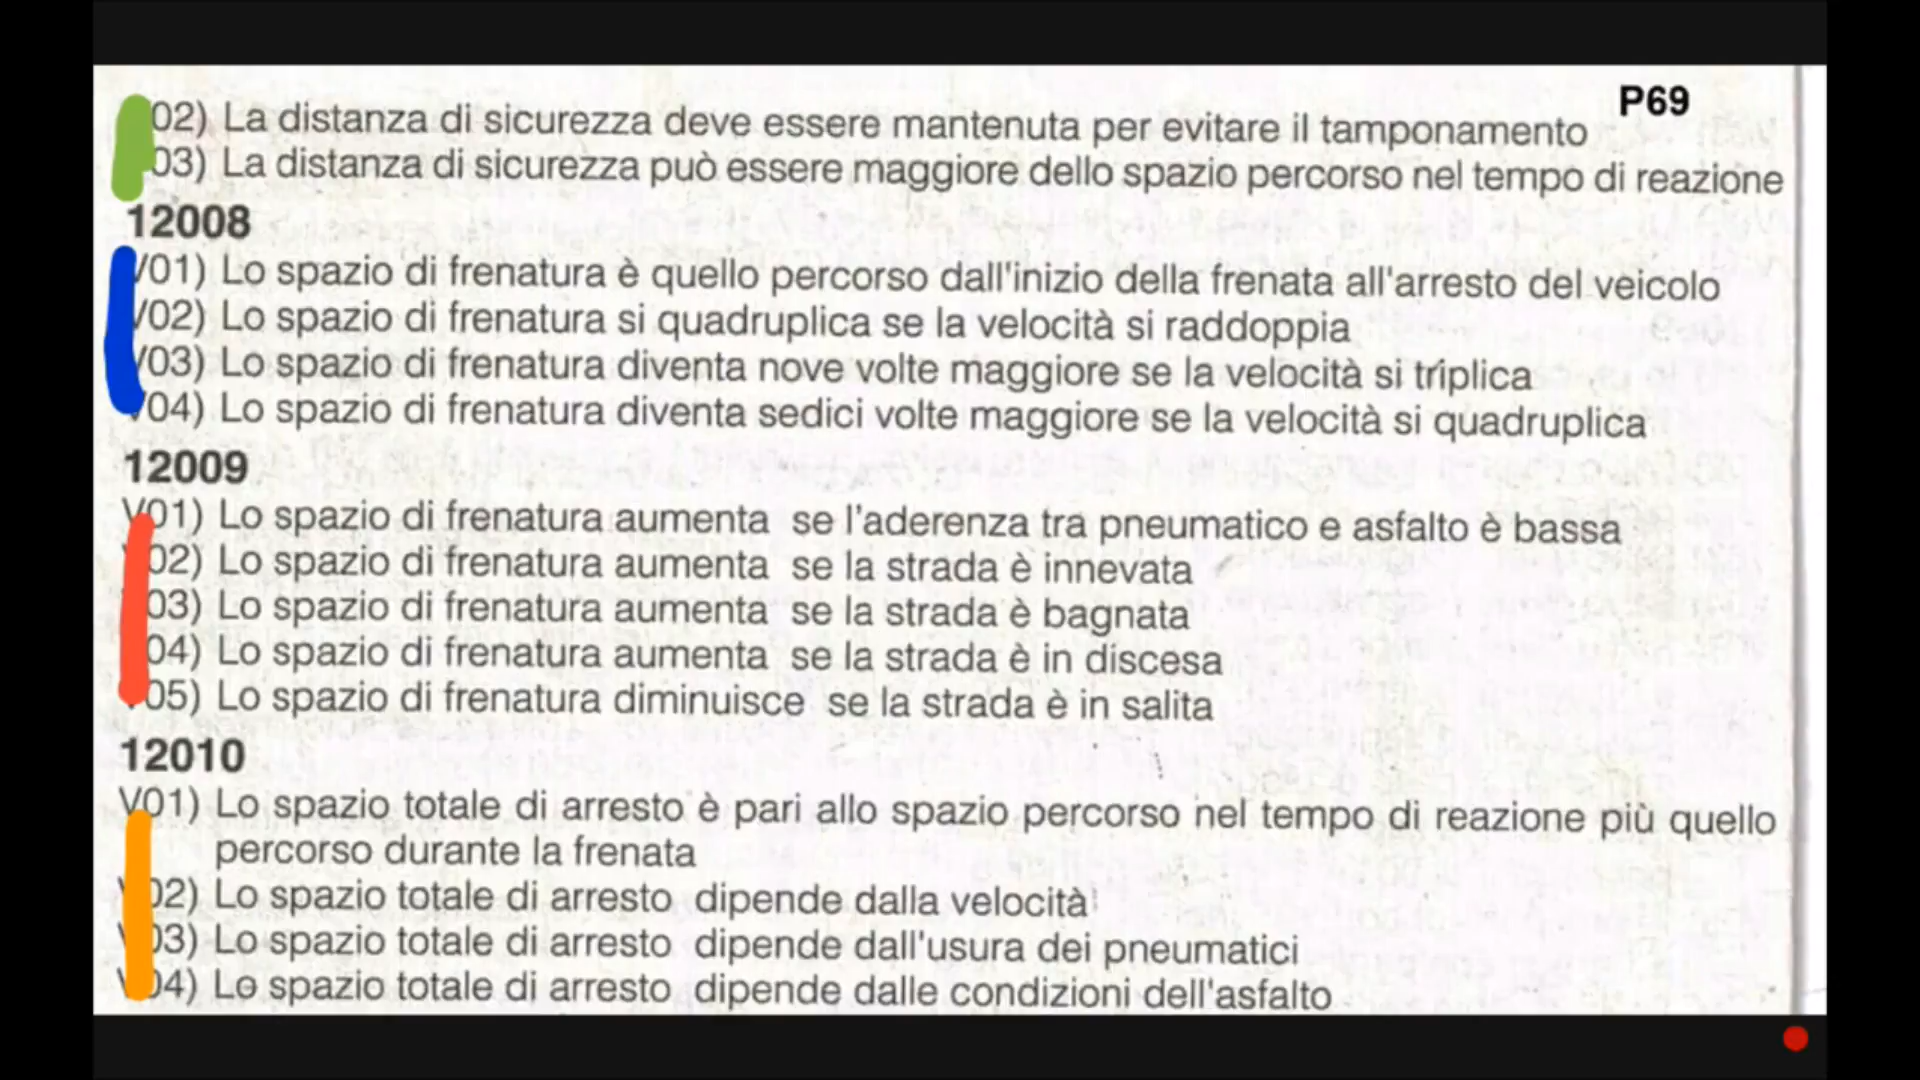 P69
02) La distanza di sicurezza deve essere mantenuta per evitare il tamponamento
03) La distanza di sicurezza può essere maggiore dello spazio percorso nel tempo di reazione
12008
V01) Lo spazio di frenatura è quello percorso dall'inizio della frenata all'arresto del veicolo
V02) Lo spazio di frenatura si quadruplica se la velocità si raddoppia
V03) Lo spazio di frenatura diventa nove volte maggiore se la velocità si triplica
V04) Lo spazio di frenatura diventa sedici volte maggiore se la velocità si quadruplica
12009
V01) Lo spazio di frenatura aumenta se l'aderenza tra pneumatico e asfalto è bassa
02) Lo spazio di frenatura aumenta se la strada è innevata
03) Lo spazio di frenatura aumenta se la strada è bagnata
04) Lo spazio di frenatura aumenta se la strada è in discesa
05) Lo spazio di frenatura diminuisce se la strada è in salita
12010
V01) Lo spazio totale di arresto è pari allo spazio percorso nel tempo di reazione più quello
percorso durante la frenata
V02) Lo spazio totale di arresto dipende dalla velocità
V03) Lo spazio totale di arresto dipende dall'usura dei pneumatici
V04) Lo spazio totale di arresto dipende dalle condizioni dell'asfalto